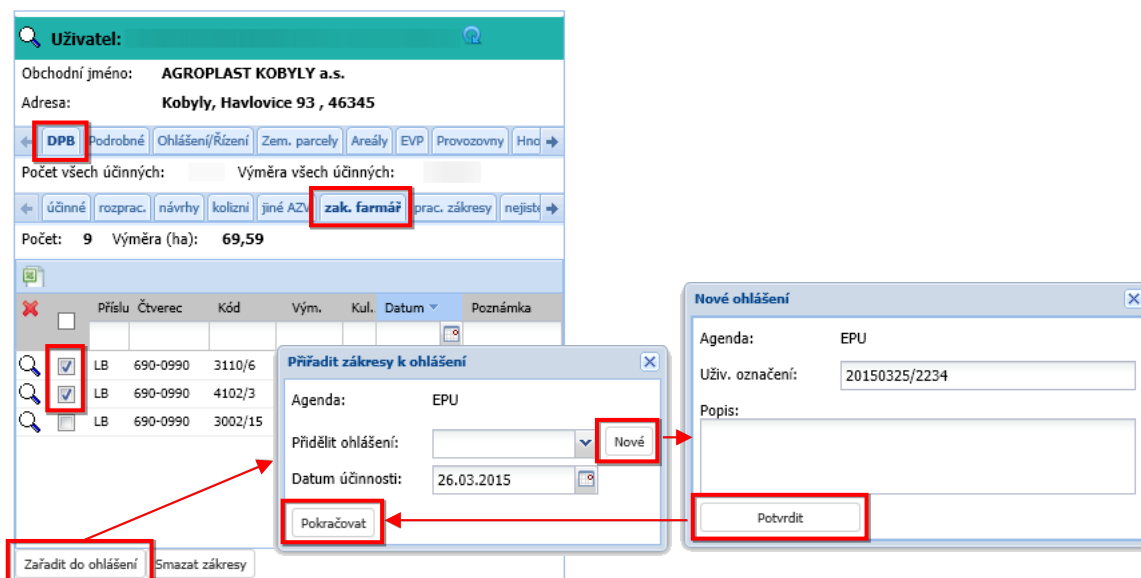 Uživatel:
Obchodní jméno: AGROPLAST KOBYLY a.s.
Adresa: Kobyly, Havlovice 93 , 46345
DPB Podrobné Ohlášení/Řízení Zem. parcely Areály EVP Provozovny Hno
Počet všech účinných: Výměra všech účinných:
účinné rozprac. návrhy kolizní jiné AZV zak. farmář prac. zákresy nejisté
Počet: 9 Výměra (ha): 69,59
Příslu Čtverec Kód Vým. Kul. Datum Poznámka
LB 690-0990 3110/6
LB 690-0990 4102/3
LB 690-0990 3002/15
Zařadit do ohlášení Smazat zákresy
Přiřadit zákresy k ohlášení
Agenda: EPU
Přidělit ohlášení: Nové
Datum účinnosti: 26.03.2015
Pokračovat
Nové ohlášení
Agenda: EPU
Uživ. označení: 20150325/2234
Popis:
Potvrdit